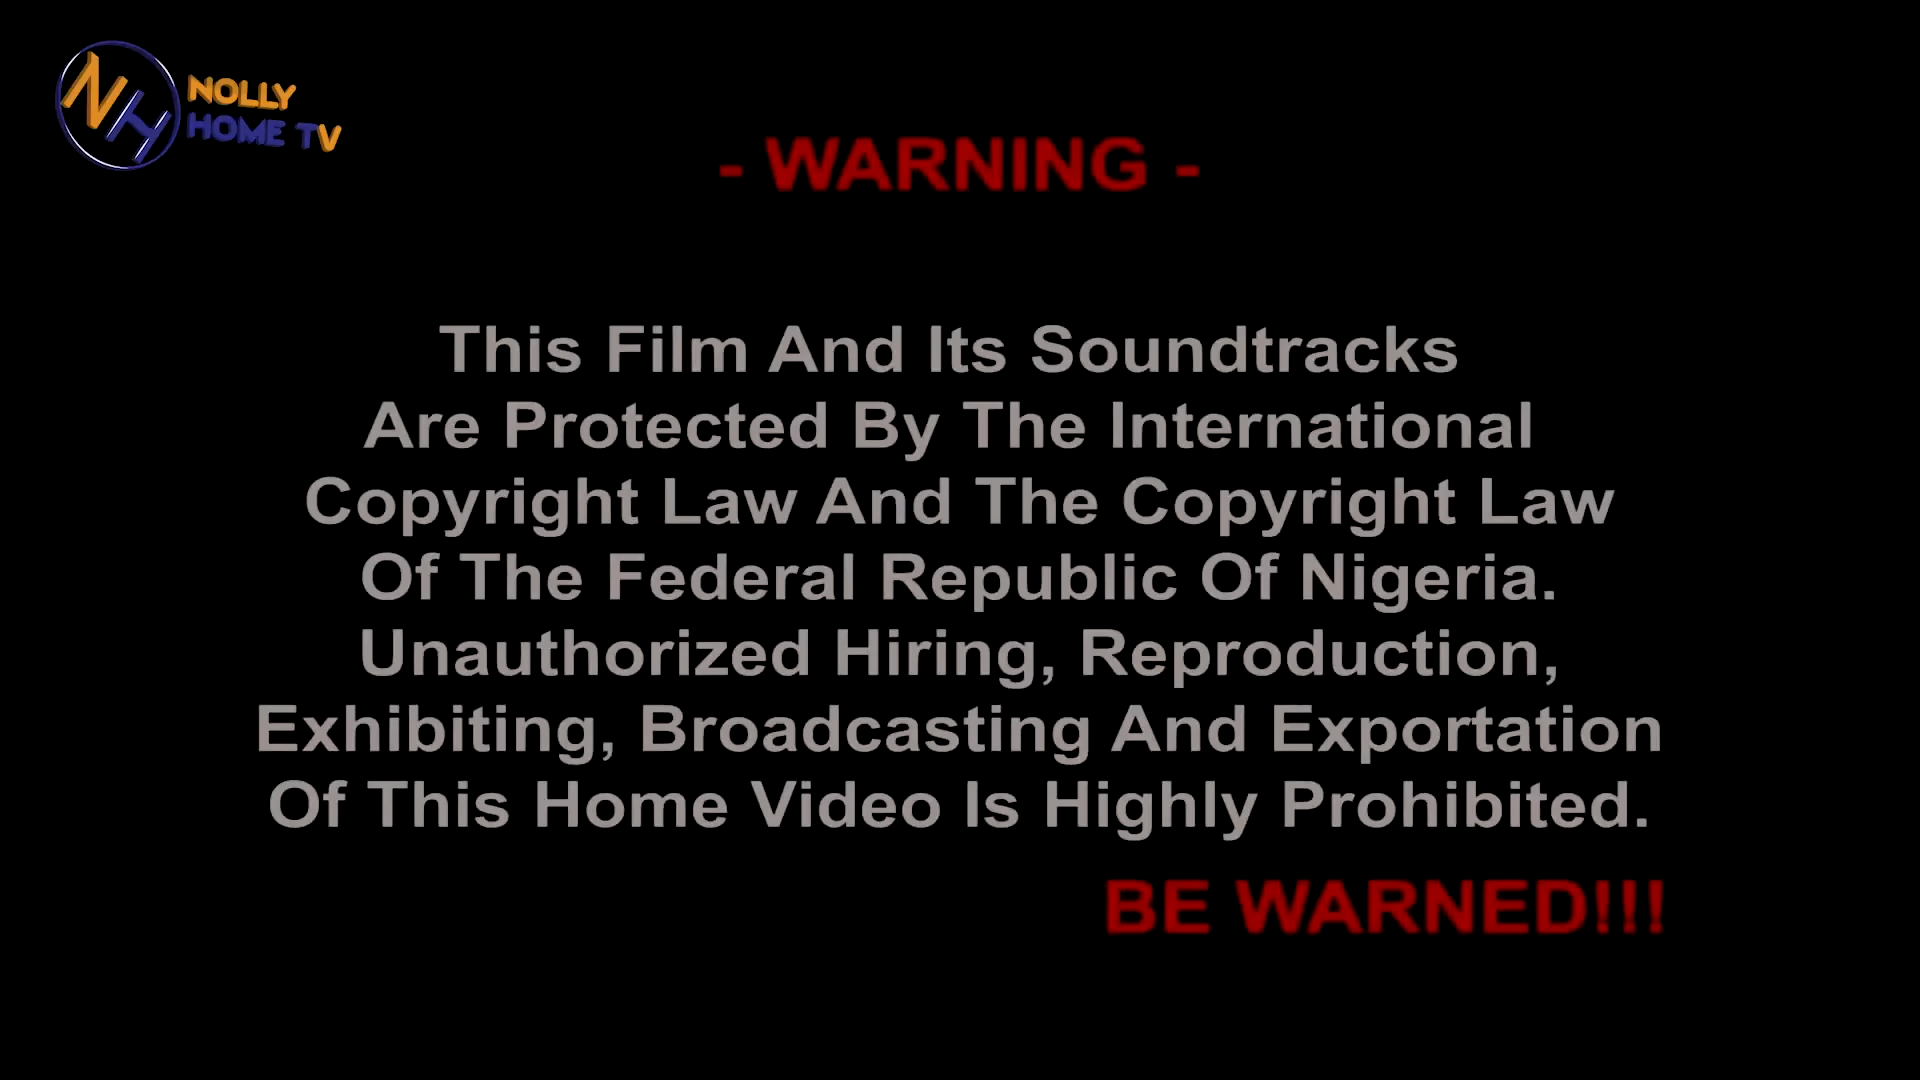 NH
NOLLY
HOME TV
- WARNING -
This Film And Its Soundtracks
Are Protected By The International
Copyright Law And The Copyright Law
Of The Federal Republic Of Nigeria.
Unauthorized Hiring, Reproduction,
Exhibiting, Broadcasting And Exportation
Of This Home Video Is Highly Prohibited.
BE WARNED!!!